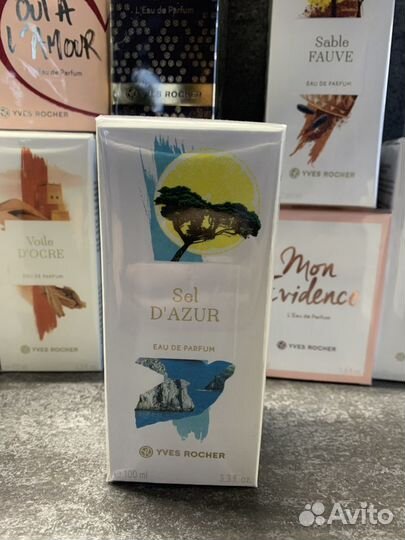 OUI À
L'AMOUR
L'Eau de Parfum
YVES ROCHER
L'Eau de Parfum
YVES ROCHER
Sable
FAUVE
EAU DE PARFUM
YVES ROCHER
Voile
D'OCRE
EAU DE PARFUM
YVES ROCHER
Sel
D'AZUR
EAU DE PARFUM
YVES ROCHER
100 ml
3.3 fl. oz.
Mon
Evidence
L'Eau de Parfum
YVES ROCHER
Avito